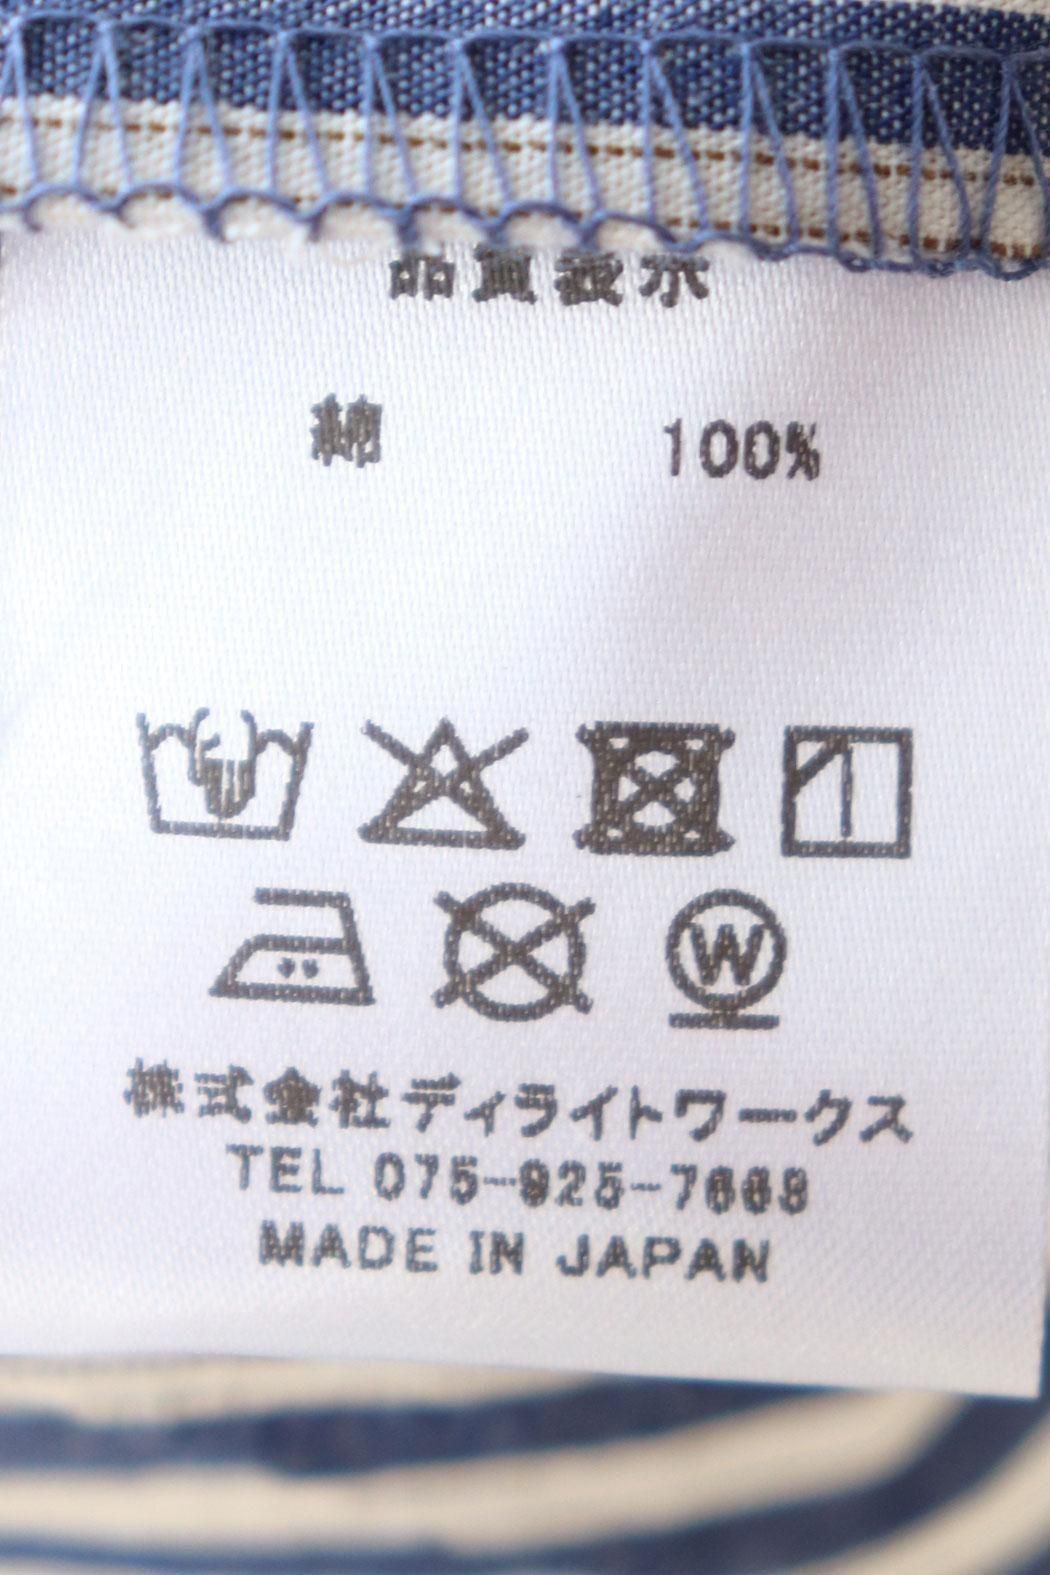 品質表示
綿 100%
W
株式会社ディライトワークス
TEL 075-925-7668
MADE IN JAPAN